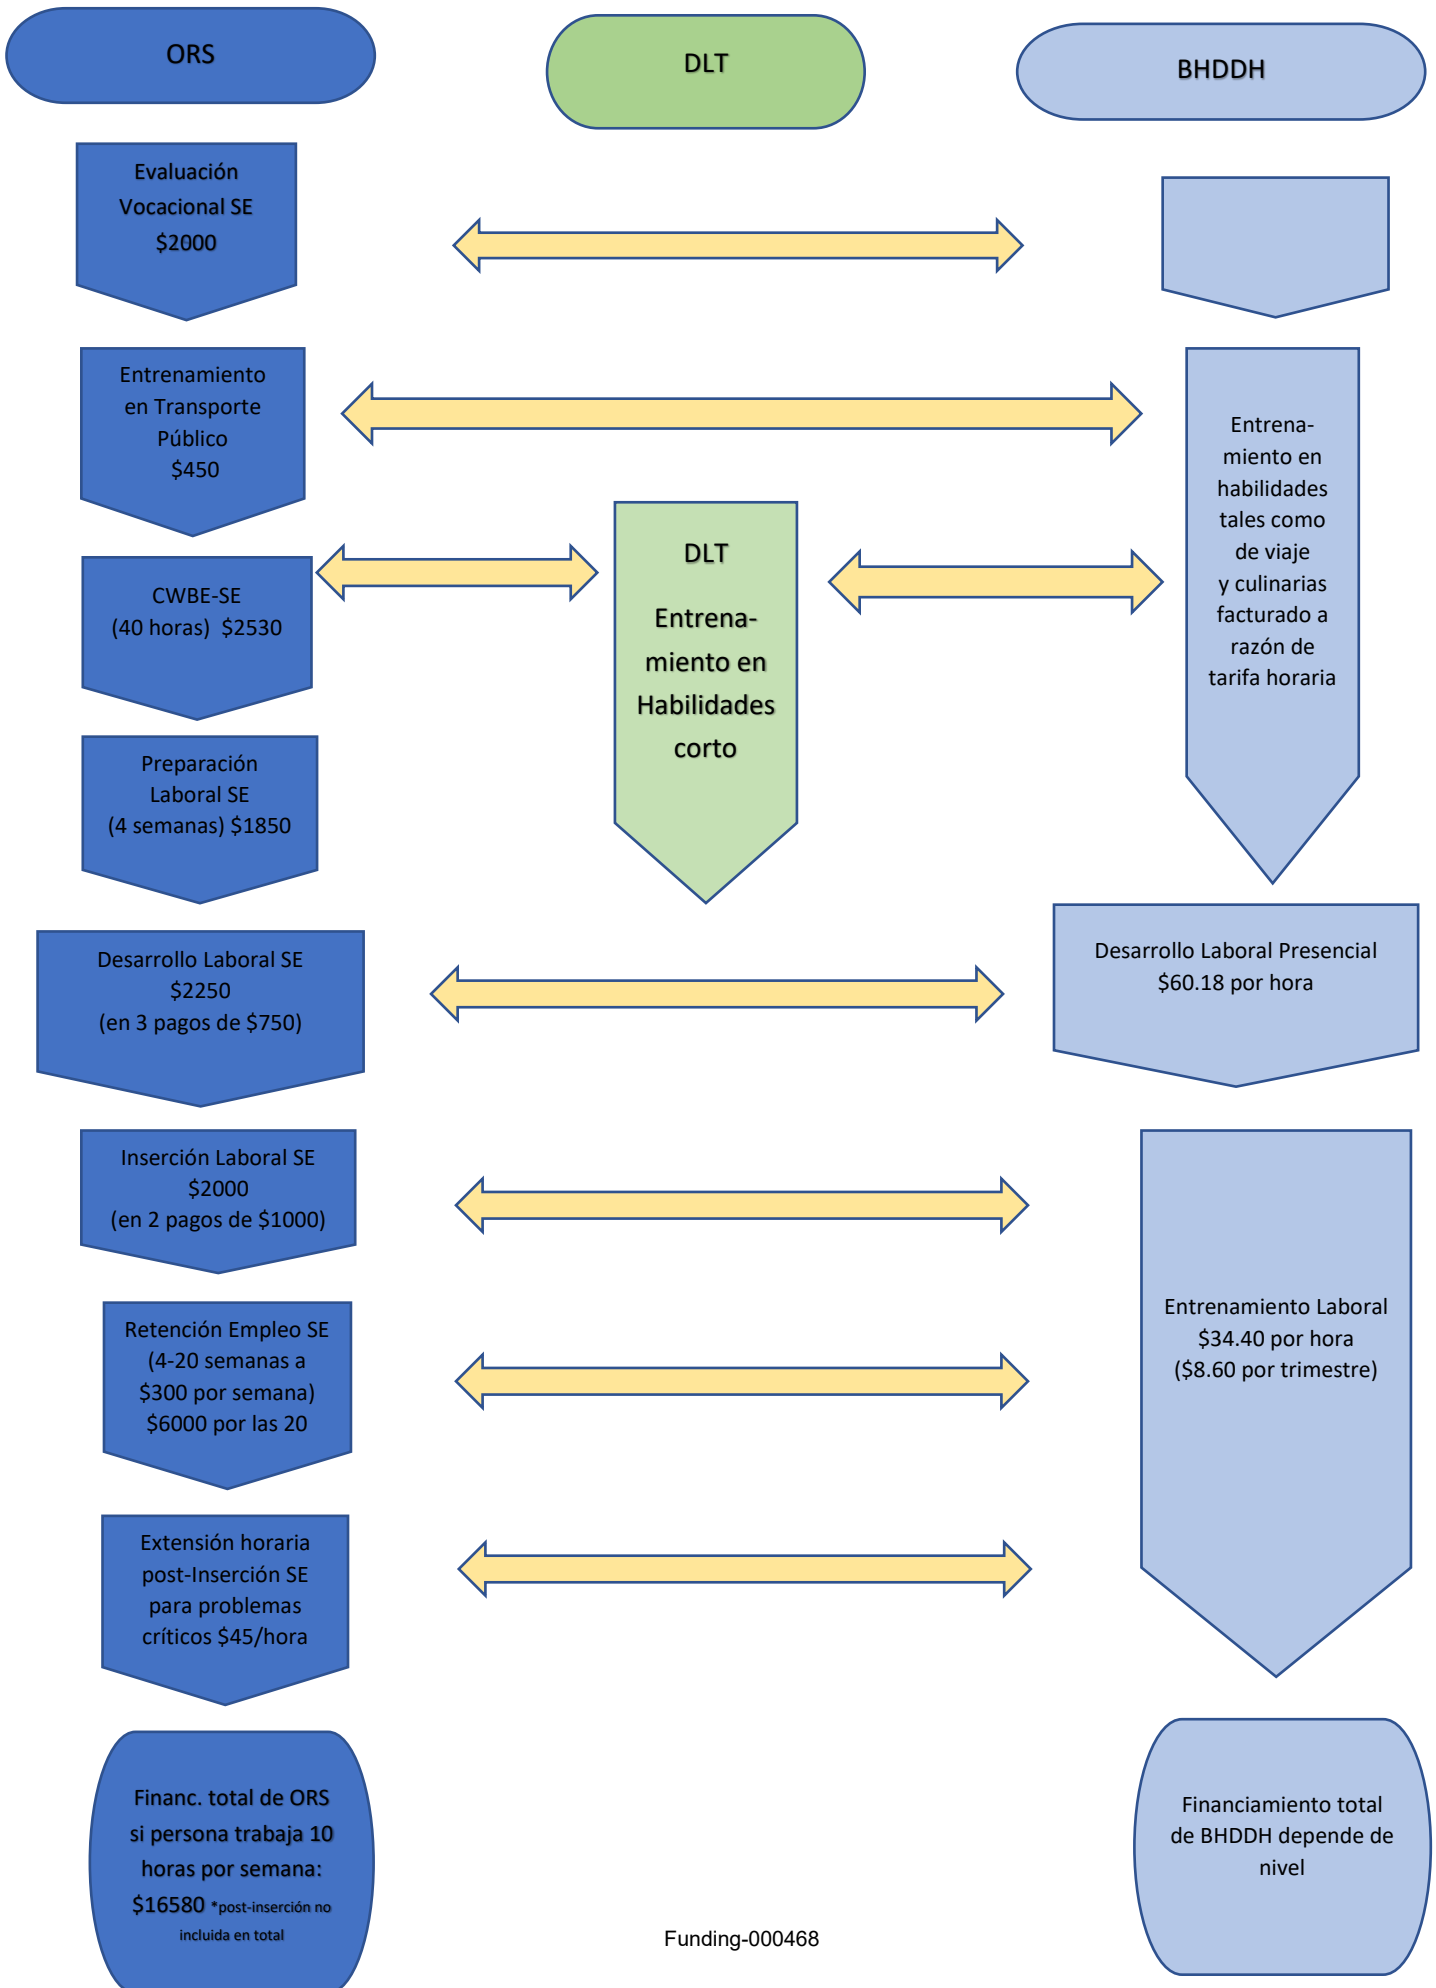 ORS
DLT
BHDDH
Evaluación
Vocacional SE
$2000
Entrenamiento
en Transporte
Público
$450
Entrena-
miento en
habilidades
tales como
de viaje
y culinarias
facturado a
razón de
tarifa horaria
DLT
Entrena-
miento en
Habilidades
corto
CWBE-SE
(40 horas) $2530
Preparación
Laboral SE
(4 semanas) $1850
Desarrollo Laboral SE
$2250
(en 3 pagos de $750)
Desarrollo Laboral Presencial
$60.18 por hora
Inserción Laboral SE
$2000
(en 2 pagos de $1000)
Retención Empleo SE
(4-20 semanas a
$300 por semana)
$6000 por las 20
Entrenamiento Laboral
$34.40 por hora
($8.60 por trimestre)
Extensión horaria
post-Inserción SE
para problemas
críticos $45/hora
Financ. total de ORS
si persona trabaja 10
horas por semana:
$16580 *post-inserción no
incluida en total
Financiamiento total
de BHDDH depende de
nivel
Funding-000468